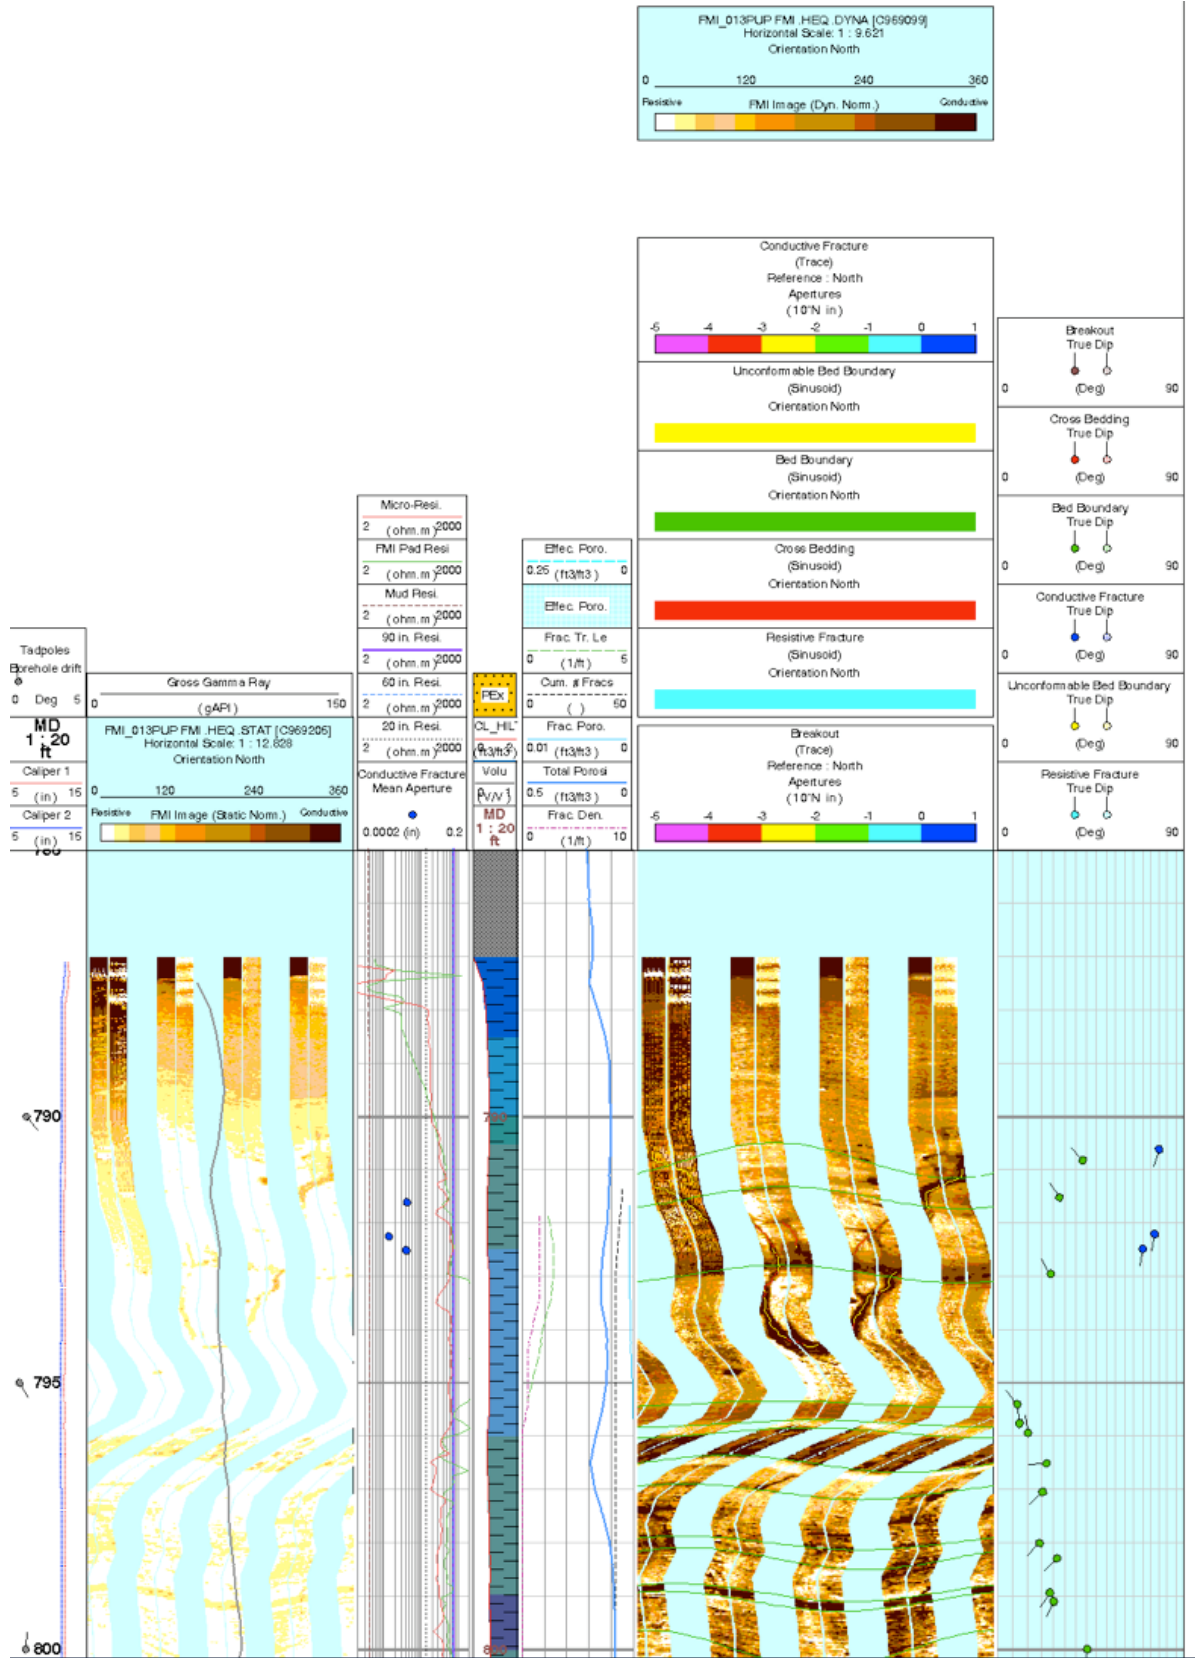 FMI_013PUP FMI .HEQ .DYNA [C969099]
Horizontal Scale: 1 : 9.621
Orientation North
0 120 240 360
Resistive FMI Image (Dyn. Norm.) Conductive
Conductive Fracture
(Trace)
Reference : North
Apertures
(10^N in)
-5 -4 -3 -2 -1 0 1
Unconformable Bed Boundary
(Sinusoid)
Orientation North
Bed Boundary
(Sinusoid)
Orientation North
Cross Bedding
(Sinusoid)
Orientation North
Resistive Fracture
(Sinusoid)
Orientation North
Breakout
(Trace)
Reference : North
Apertures
(10^N in)
-5 -4 -3 -2 -1 0 1
Breakout
True Dip
0 (Deg) 90
Cross Bedding
True Dip
0 (Deg) 90
Bed Boundary
True Dip
0 (Deg) 90
Conductive Fracture
True Dip
0 (Deg) 90
Unconformable Bed Boundary
True Dip
0 (Deg) 90
Resistive Fracture
True Dip
0 (Deg) 90
Micro-Resi.
2 (ohm.m) 2000
FMI Pad Resi
2 (ohm.m) 2000
Mud Resi.
2 (ohm.m) 2000
90 in. Resi.
2 (ohm.m) 2000
60 in. Resi.
2 (ohm.m) 2000
20 in. Resi.
2 (ohm.m) 2000
Conductive Fracture
Mean Aperture
0.0002 (in) 0.2
Effec. Poro.
0.25 (ft3/ft3) 0
Effec. Poro.
Frac. Tr. Le
0 (1/ft) 5
Cum. # Fracs
0 ( ) 50
Frac. Poro.
0.01 (ft3/ft3) 0
Total Porosi
0.5 (ft3/ft3) 0
Frac. Den.
0 (1/ft) 10
PEx
CL_HIL
(ft3/ft3)
Volu
(V/V)
MD
1 : 20
ft
Tadpoles
Borehole drift
0 Deg 5
MD
1 : 20
ft
Caliper 1
5 (in) 15
Caliper 2
5 (in) 15
Gross Gamma Ray
0 (gAPI) 150
FMI_013PUP FMI .HEQ .STAT [C969205]
Horizontal Scale: 1 : 12.828
Orientation North
0 120 240 360
Resistive FMI Image (Static Norm.) Conductive
790 790
795
800 800